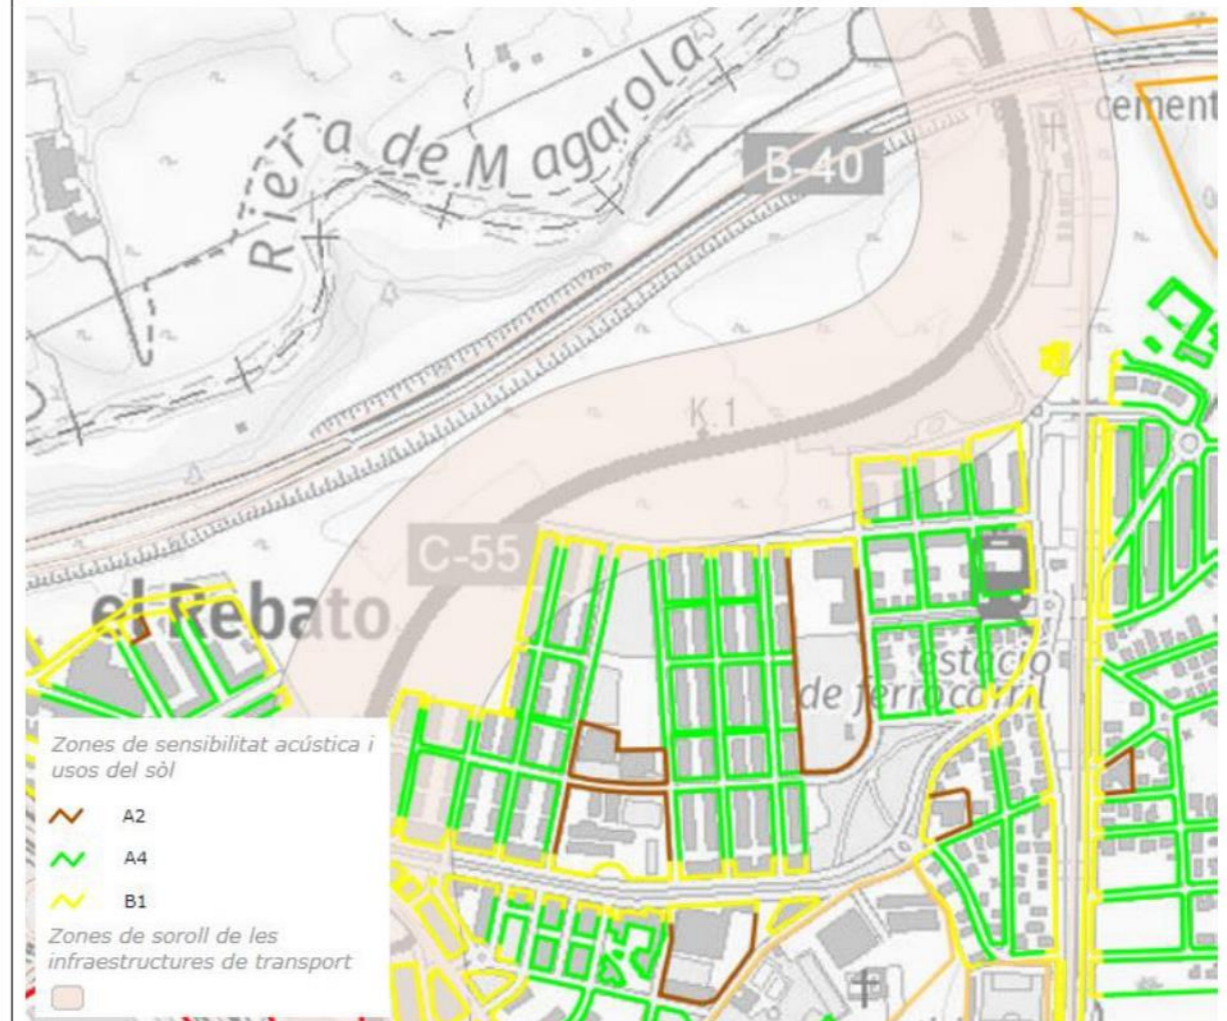 Riera de Magarola
B-40
cement
K.1
C-55
el Rebato
estació
de ferrocarril
Zones de sensibilitat acústica i
usos del sòl
A2
A4
B1
Zones de soroll de les
infraestructures de transport